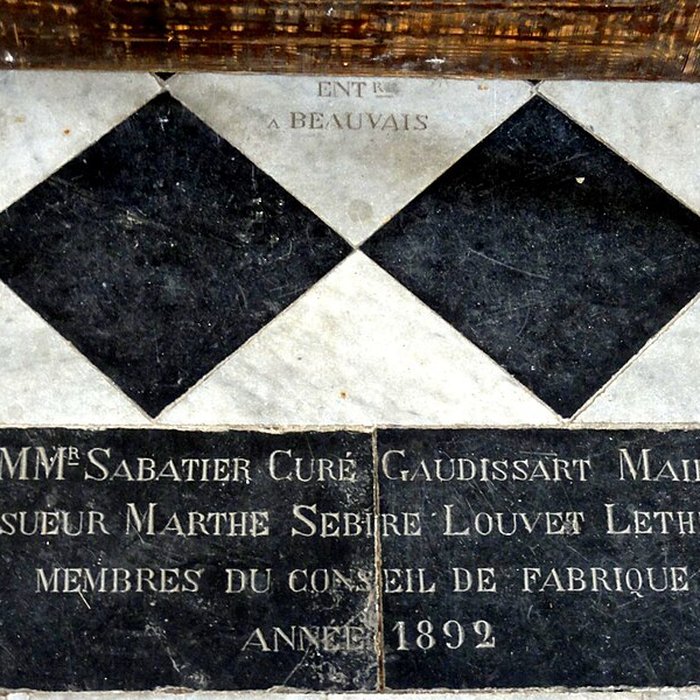 ENTR
A BEAUVAIS
MMR SABATIER CURÉ GAUDISSART MAI
SUEUR MARTHE SEBIRE LOUVET LETH
MEMBRES DU CONSEIL DE FABRIQUE
ANNÉE 1892